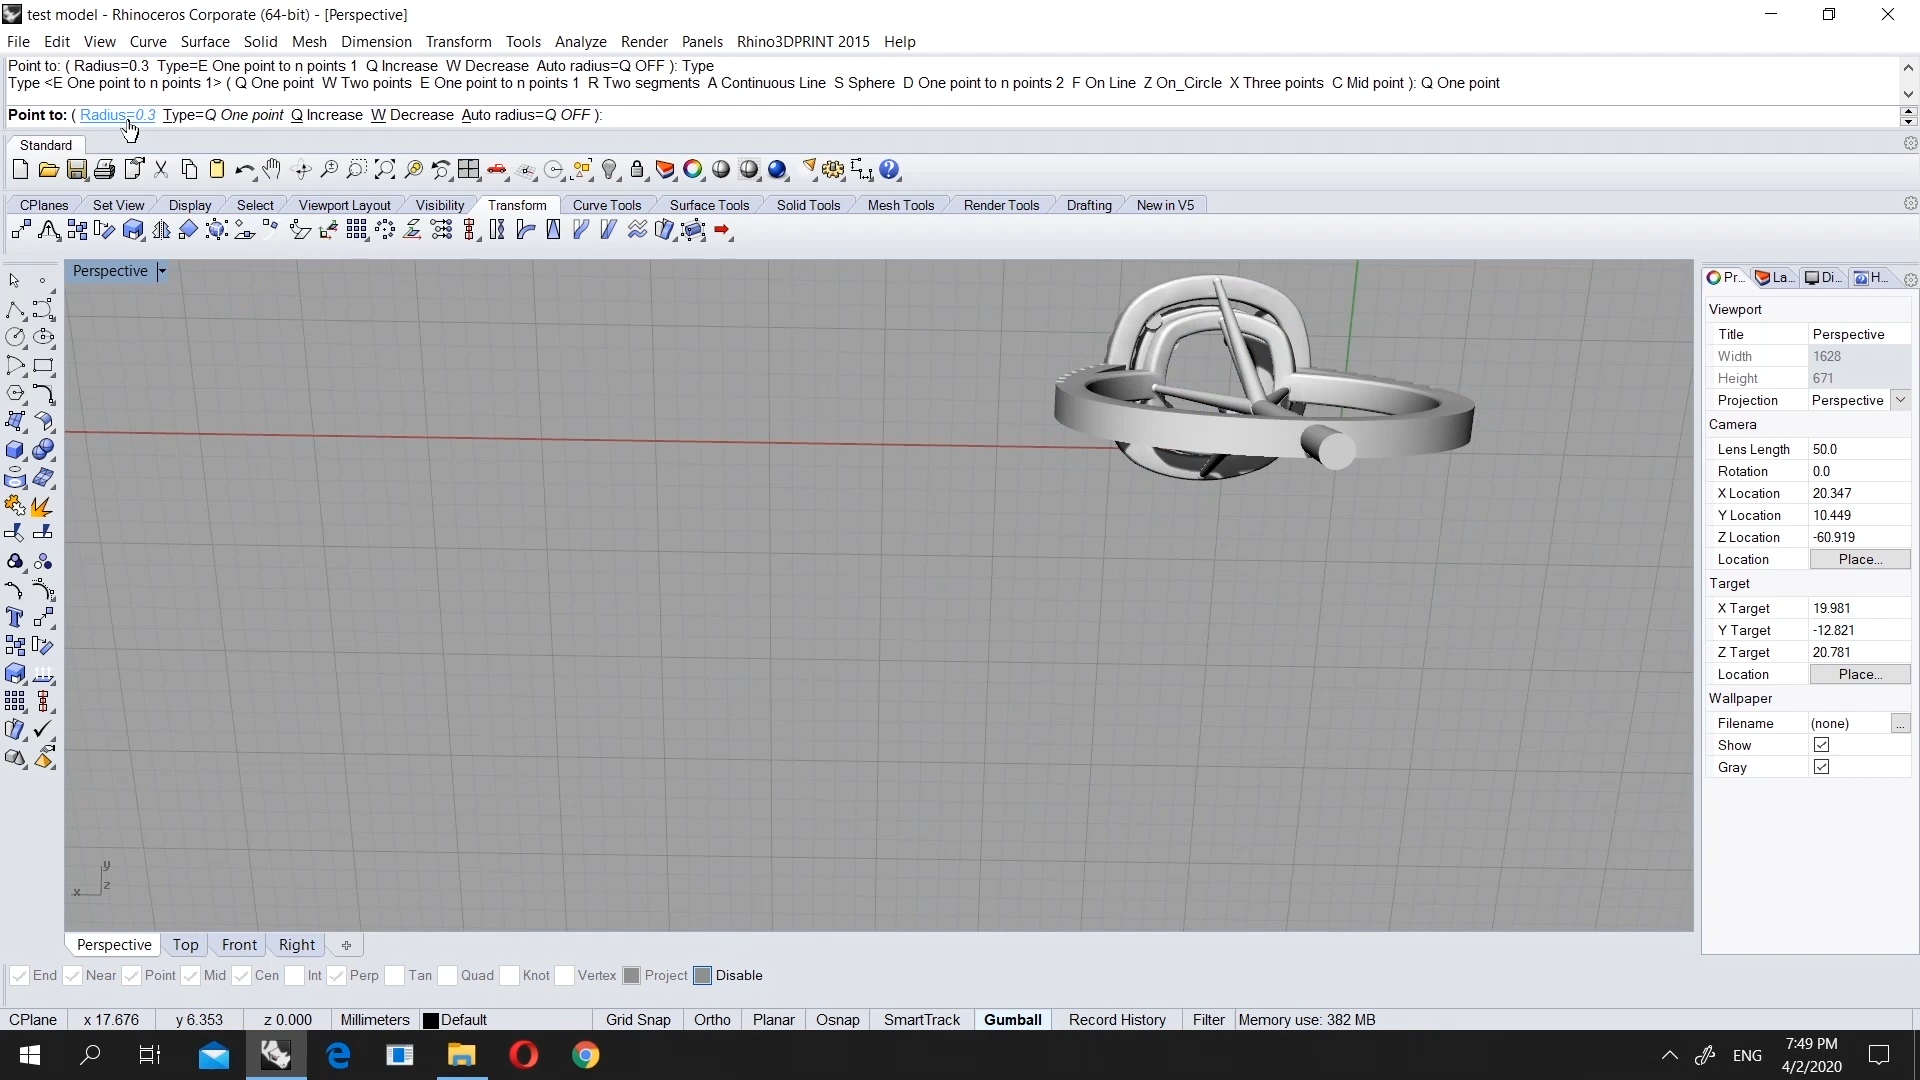 test model - Rhinoceros Corporate (64-bit) - [Perspective]
File Edit View Curve Surface Solid Mesh Dimension Transform Tools Analyze Render Panels Rhino3DPRINT 2015 Help
Point to: ( Radius=0.3 Type=E One point to n points 1 Q Increase W Decrease Auto radius=Q OFF ): Type
Type <E One point to n points 1> ( Q One point W Two points E One point to n points 1 R Two segments A Continuous Line S Sphere D One point to n points 2 F On Line Z On_Circle X Three points C Mid point ): Q One point
Point to: ( Radius=0.3 Type=Q One point Q Increase W Decrease Auto radius=Q OFF ):
Standard
CPlanes Set View Display Select Viewport Layout Visibility Transform Curve Tools Surface Tools Solid Tools Mesh Tools Render Tools Drafting New in V5
Perspective
Pr... La... Di... H...
Viewport
Title Perspective
Width 1628
Height 671
Projection Perspective
Camera
Lens Length 50.0
Rotation 0.0
X Location 20.347
Y Location 10.449
Z Location -60.919
Location Place...
Target
X Target 19.981
Y Target -12.821
Z Target 20.781
Location Place...
Wallpaper
Filename (none) ...
Show
Gray
y
x z
Perspective Top Front Right
End Near Point Mid Cen Int Perp Tan Quad Knot Vertex Project Disable
CPlane x 17.676 y 6.353 z 0.000 Millimeters Default Grid Snap Ortho Planar Osnap SmartTrack Gumball Record History Filter Memory use: 382 MB
ENG
7:49 PM
4/2/2020